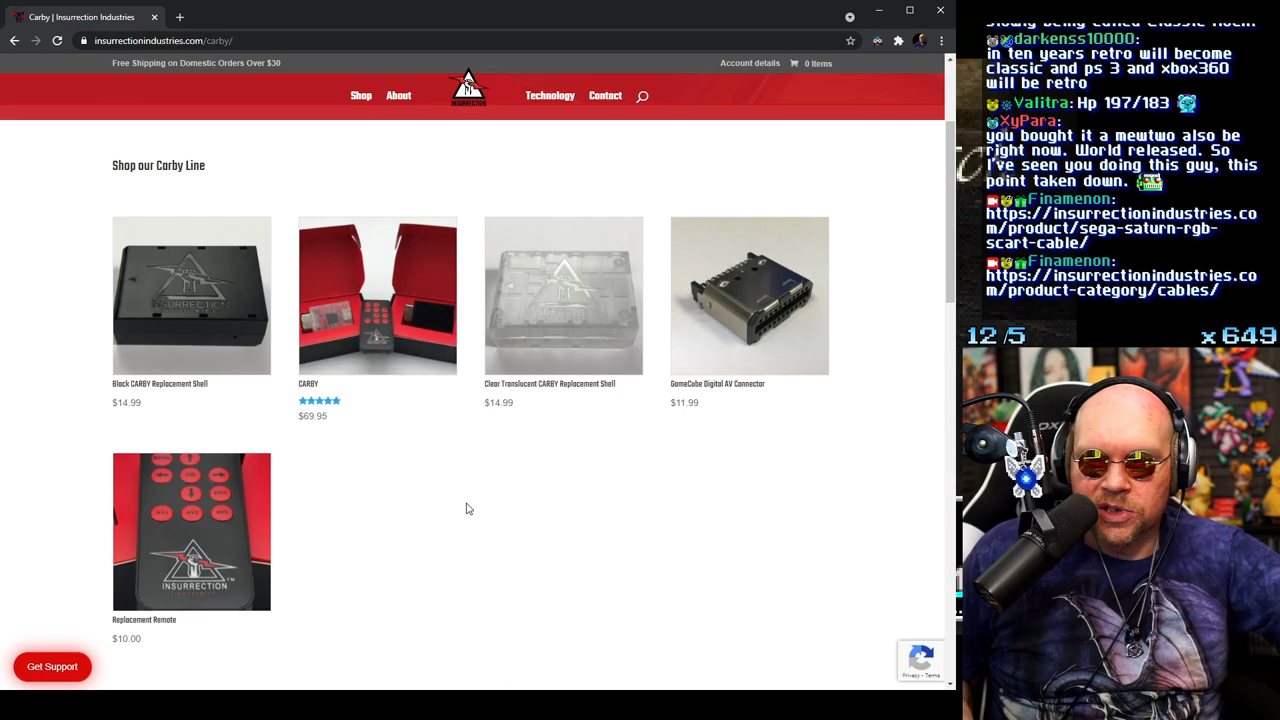 Carby | Insurrection Industries
insurrectionindustries.com/carby/
Free Shipping on Domestic Orders Over $30
Account details
0 Items
Shop
About
INSURRECTION
Technology
Contact
Shop our Carby Line
INSURRECTION
Black CARBY Replacement Shell
$14.99
CARBY
$69.95
Clear Translucent CARBY Replacement Shell
$14.99
GameCube Digital AV Connector
$11.99
INSURRECTION
Replacement Remote
$10.00
Get Support
Privacy - Terms
darkenss10000:
in ten years retro will become
classic and ps 3 and xbox360
will be retro
Valitra: Hp 197/183
XyPara:
you bought it a mewtwo also be
right now. World released. So
I've seen you doing this guy, this
point taken down.
Finamenon:
https://insurrectionindustries.co
m/product/sega-saturn-rgb-
scart-cable/
Finamenon:
https://insurrectionindustries.co
m/product-category/cables/
12/5
x649